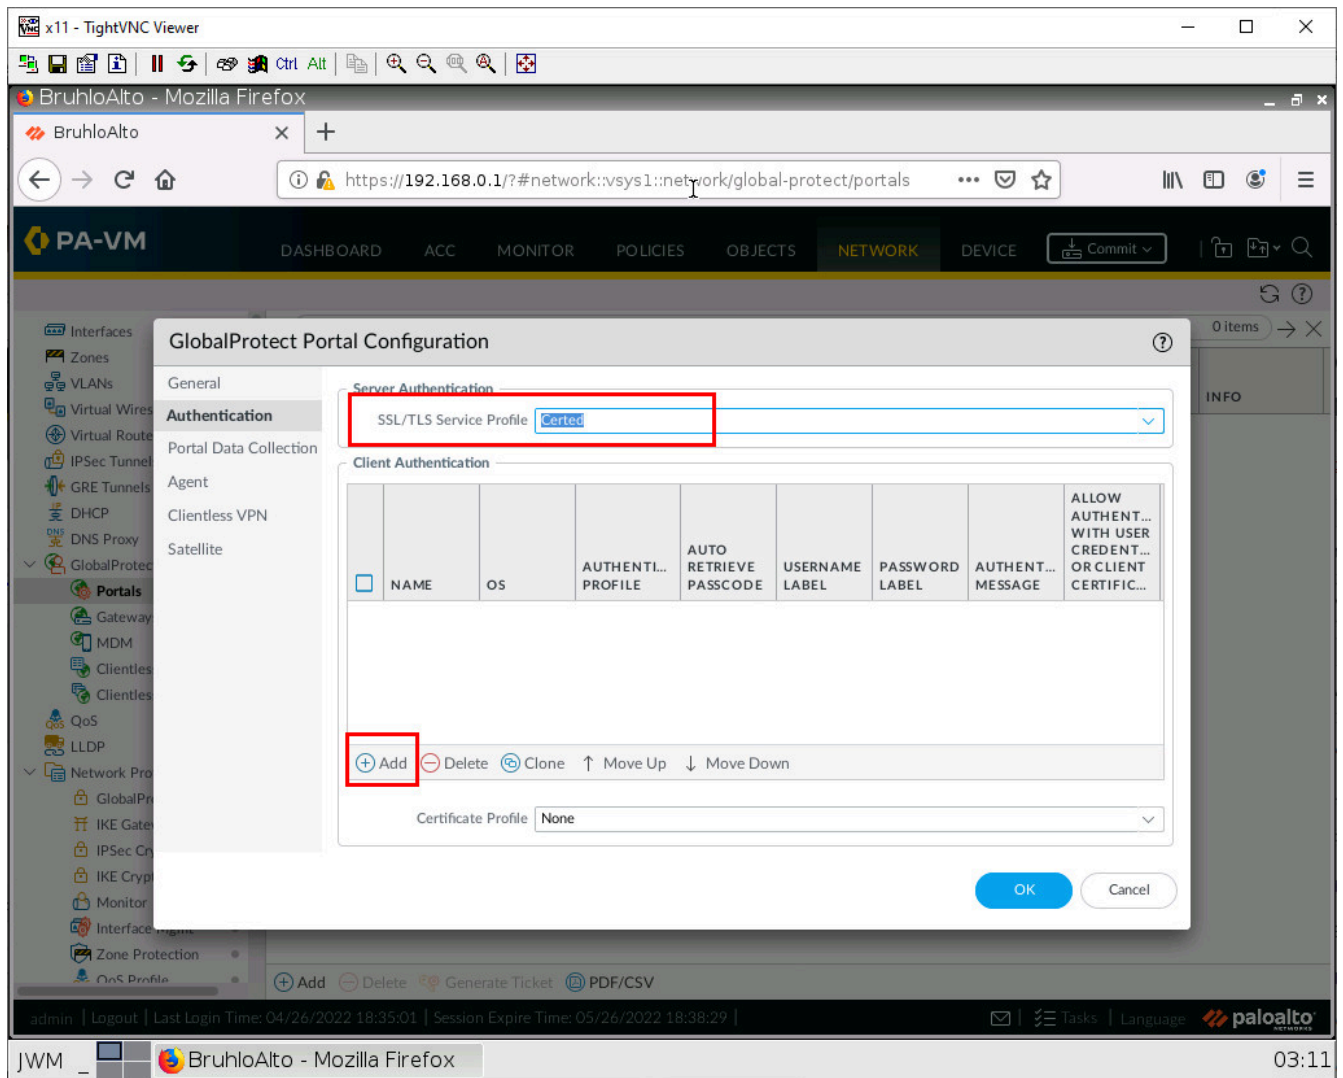 x11 - TightVNC Viewer
Ctrl Alt
BruhloAlto - Mozilla Firefox
BruhloAlto
https://192.168.0.1/?#network::vsys1::network/global-protect/portals
PA-VM
DASHBOARD ACC MONITOR POLICIES OBJECTS NETWORK DEVICE Commit
0 items
INFO
Interfaces
Zones
VLANs
Virtual Wires
Virtual Route
IPSec Tunnel
GRE Tunnels
DHCP
DNS Proxy
GlobalProtec
Portals
Gateway
MDM
Clientles
Clientles
QoS
LLDP
Network Pro
GlobalPr
IKE Gate
IPSec Cry
IKE Crypt
Monitor
Interface Mgmt
Zone Protection
QoS Profile
GlobalProtect Portal Configuration
General
Authentication
Portal Data Collection
Agent
Clientless VPN
Satellite
Server Authentication
SSL/TLS Service Profile Certed
Client Authentication
NAME
OS
AUTHENTI...
PROFILE
AUTO
RETRIEVE
PASSCODE
USERNAME
LABEL
PASSWORD
LABEL
AUTHENT...
MESSAGE
ALLOW
AUTHENT...
WITH USER
CREDENT...
OR CLIENT
CERTIFIC...
Add Delete Clone Move Up Move Down
Certificate Profile None
OK Cancel
Add Delete Generate Ticket PDF/CSV
admin | Logout | Last Login Time: 04/26/2022 18:35:01 | Session Expire Time: 05/26/2022 18:38:29 |
Tasks | Language paloalto
NETWORKS
JWM BruhloAlto - Mozilla Firefox 03:11